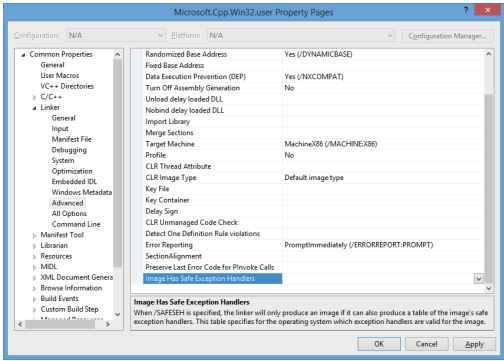 Microsoft.Cpp.Win32.user Property Pages
?
Configuration: N/A
Platform: N/A
Configuration Manager...
Common Properties
General
User Macros
VC++ Directories
C/C++
Linker
General
Input
Manifest File
Debugging
System
Optimization
Embedded IDL
Windows Metadata
Advanced
All Options
Command Line
Manifest Tool
Librarian
Resources
MIDL
XML Document Genera
Browse Information
Build Events
Custom Build Step
Randomized Base Address Yes (/DYNAMICBASE)
Fixed Base Address
Data Execution Prevention (DEP) Yes (/NXCOMPAT)
Turn Off Assembly Generation No
Unload delay loaded DLL
Nobind delay loaded DLL
Import Library
Merge Sections
Target Machine MachineX86 (/MACHINE:X86)
Profile No
CLR Thread Attribute
CLR Image Type Default image type
Key File
Key Container
Delay Sign
CLR Unmanaged Code Check
Detect One Definition Rule violations
Error Reporting PromptImmediately (/ERRORREPORT:PROMPT)
SectionAlignment
Preserve Last Error Code for PInvoke Calls
Image Has Safe Exception Handlers
Image Has Safe Exception Handlers
When /SAFESEH is specified, the linker will only produce an image if it can also produce a table of the image's safe
exception handlers. This table specifies for the operating system which exception handlers are valid for the image.
OK Cancel Apply